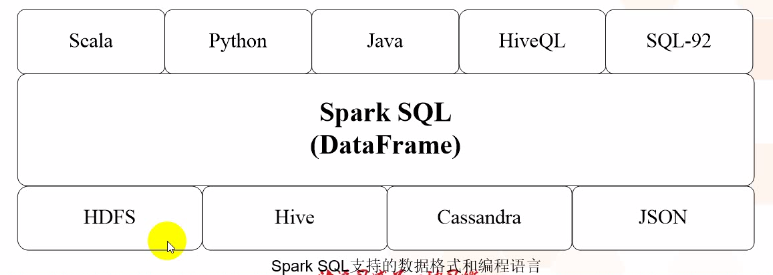 Scala Python Java HiveQL SQL-92
Spark SQL
(DataFrame)
HDFS Hive Cassandra JSON
Spark SQL支持的数据格式和编程语言